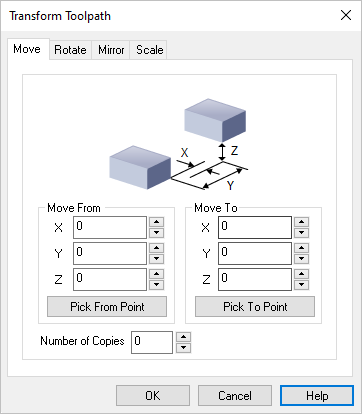 Transform Toolpath
Move Rotate Mirror Scale
X Z
Y
Move From Move To
X 0 X 0
Y 0 Y 0
Z 0 Z 0
Pick From Point Pick To Point
Number of Copies 0
OK Cancel Help